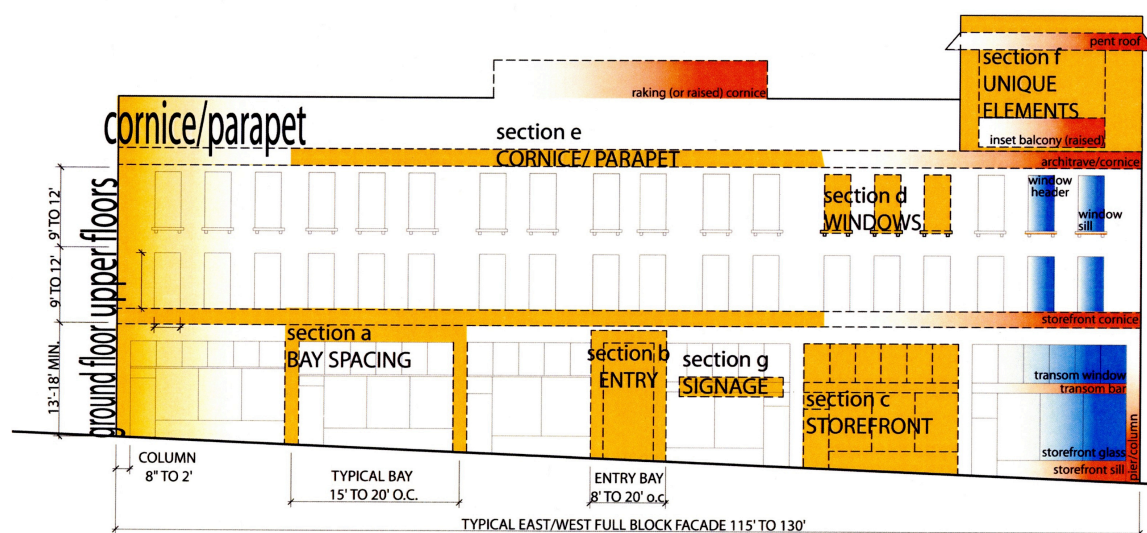 pent roof
section f
UNIQUE
ELEMENTS
raking (or raised) cornice
cornice/parapet
section e
CORNICE/ PARAPET
inset balcony (raised)
architrave/cornice
9' TO 12'
upper floors
section d
WINDOWS
window
header
window
sill
9' TO 12'
storefront cornice
13'-18' MIN.
ground floor
section a
BAY SPACING
section b
ENTRY
section g
SIGNAGE
section c
STOREFRONT
transom window
transom bar
storefront glass
storefront sill
pier/column
COLUMN
8" TO 2'
TYPICAL BAY
15' TO 20' O.C.
ENTRY BAY
8' TO 20' o.c.
TYPICAL EAST/WEST FULL BLOCK FACADE 115' TO 130'